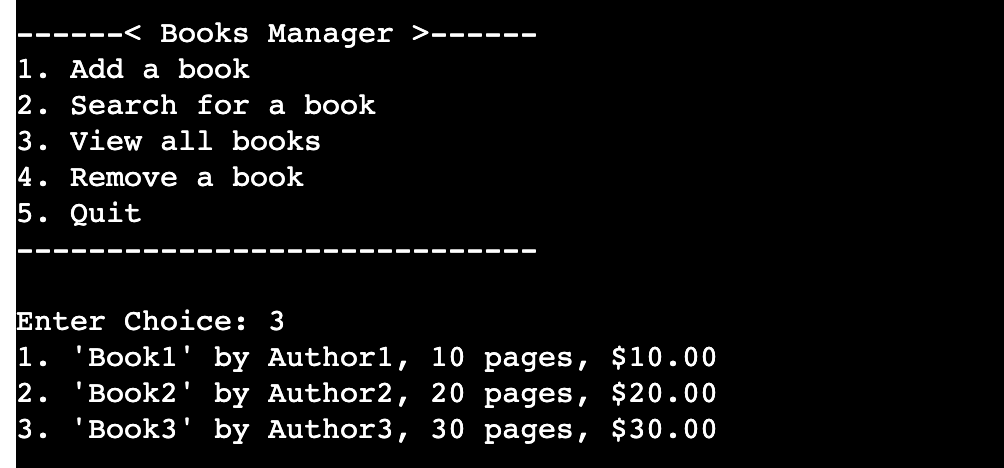 ------< Books Manager >------
1. Add a book
2. Search for a book
3. View all books
4. Remove a book
5. Quit
-----------------------------
Enter Choice: 3
1. 'Book1' by Author1, 10 pages, $10.00
2. 'Book2' by Author2, 20 pages, $20.00
3. 'Book3' by Author3, 30 pages, $30.00